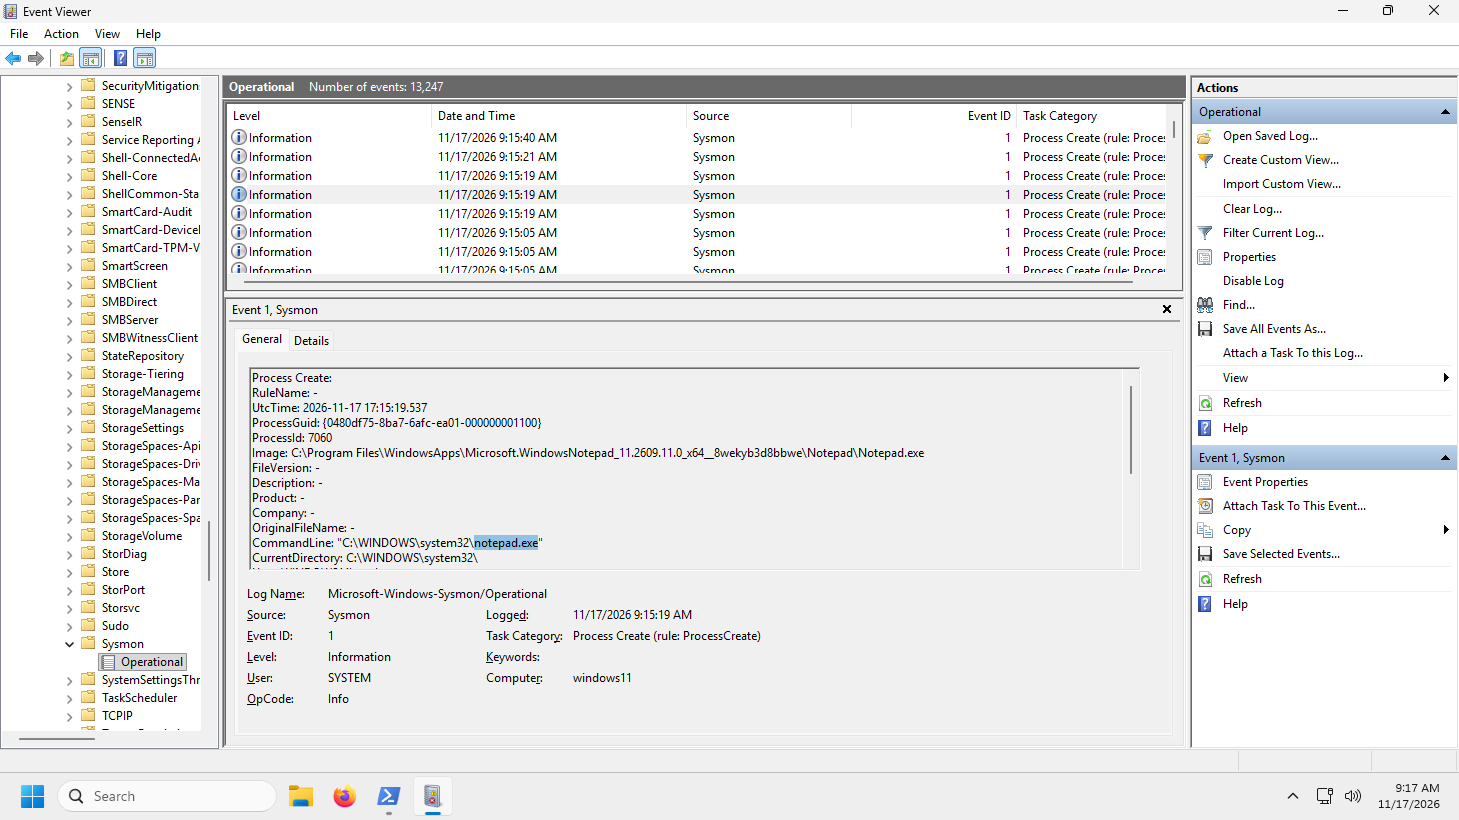 Event Viewer
File Action View Help
SecurityMitigation
SENSE
SenseIR
Service Reporting
Shell-ConnectedA
Shell-Core
ShellCommon-Sta
SmartCard-Audit
SmartCard-Device
SmartCard-TPM-V
SmartScreen
SMBClient
SMBDirect
SMBServer
SMBWitnessClient
StateRepository
Storage-Tiering
StorageManageme
StorageManageme
StorageSettings
StorageSpaces-Api
StorageSpaces-Dri
StorageSpaces-Ma
StorageSpaces-Par
StorageSpaces-Spa
StorageVolume
StorDiag
Store
StorPort
Storsvc
Sudo
Sysmon
Operational
SystemSettingsThr
TaskScheduler
TCPIP
Operational Number of events: 13,247
Level Date and Time Source Event ID Task Category
Information 11/17/2026 9:15:40 AM Sysmon 1 Process Create (rule: Proce
Information 11/17/2026 9:15:21 AM Sysmon 1 Process Create (rule: Proce
Information 11/17/2026 9:15:19 AM Sysmon 1 Process Create (rule: Proce
Information 11/17/2026 9:15:19 AM Sysmon 1 Process Create (rule: Proce
Information 11/17/2026 9:15:19 AM Sysmon 1 Process Create (rule: Proce
Information 11/17/2026 9:15:05 AM Sysmon 1 Process Create (rule: Proce
Information 11/17/2026 9:15:05 AM Sysmon 1 Process Create (rule: Proce
Information 11/17/2026 9:15:05 AM Sysmon 1 Process Create (rule: Proce
Event 1, Sysmon
General Details
Process Create:
RuleName: -
UtcTime: 2026-11-17 17:15:19.537
ProcessGuid: {0480df75-8ba7-6afc-ea01-000000001100}
ProcessId: 7060
Image: C:\Program Files\WindowsApps\Microsoft.WindowsNotepad_11.2609.11.0_x64__8wekyb3d8bbwe\Notepad\Notepad.exe
FileVersion: -
Description: -
Product: -
Company: -
OriginalFileName: -
CommandLine: "C:\WINDOWS\system32\notepad.exe"
CurrentDirectory: C:\WINDOWS\system32\
Log Name: Microsoft-Windows-Sysmon/Operational
Source: Sysmon Logged: 11/17/2026 9:15:19 AM
Event ID: 1 Task Category: Process Create (rule: ProcessCreate)
Level: Information Keywords:
User: SYSTEM Computer: windows11
OpCode: Info
Actions
Operational
Open Saved Log...
Create Custom View...
Import Custom View...
Clear Log...
Filter Current Log...
Properties
Disable Log
Find...
Save All Events As...
Attach a Task To this Log...
View
Refresh
Help
Event 1, Sysmon
Event Properties
Attach Task To This Event...
Copy
Save Selected Events...
Refresh
Help
Search
9:17 AM
11/17/2026